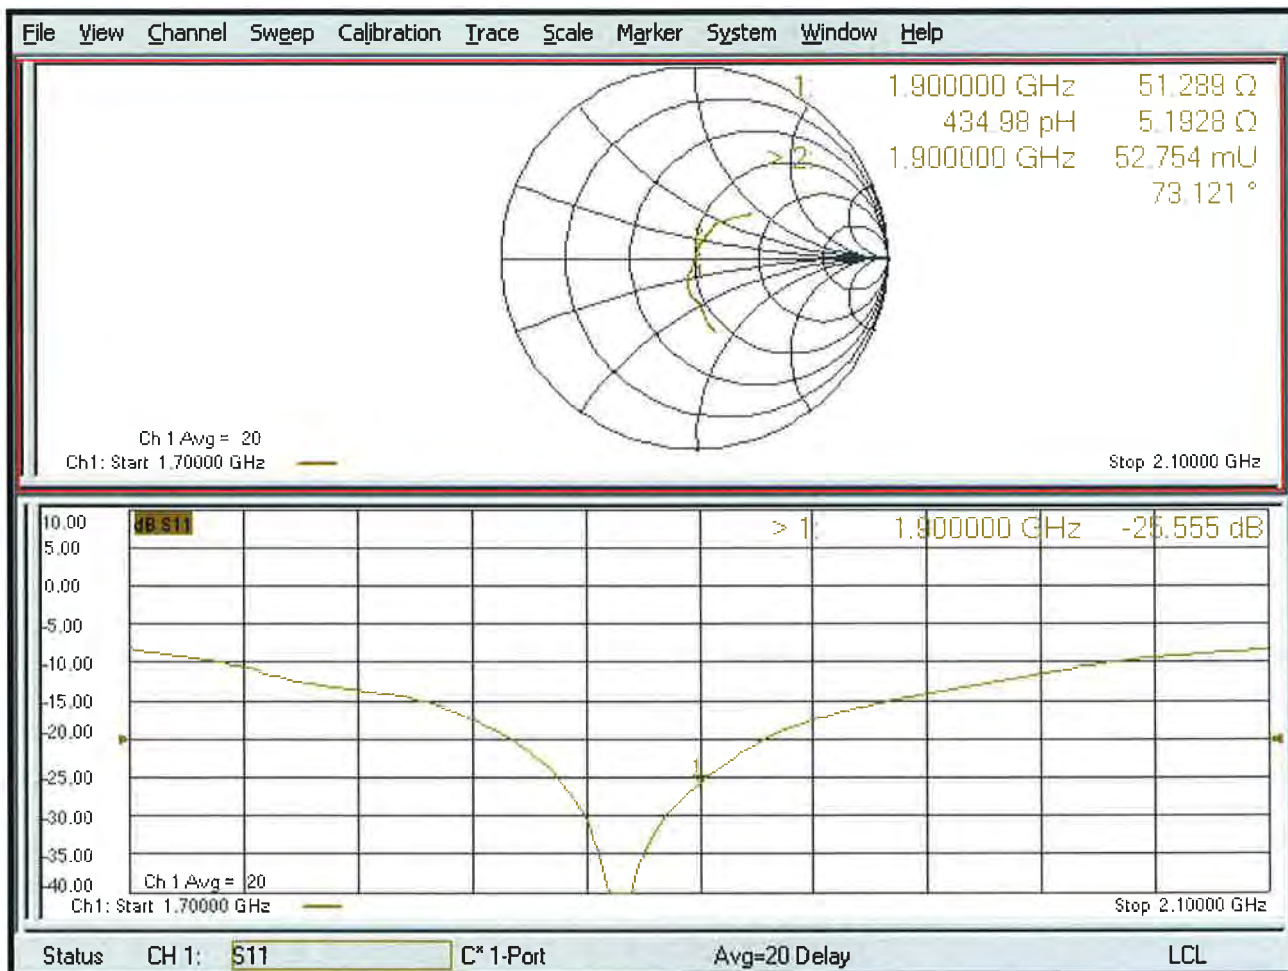 File View Channel Sweep Calibration Trace Scale Marker System Window Help
1: 1.900000 GHz 51.289 Ω
434.98 pH 5.1928 Ω
> 2: 1.900000 GHz 52.754 mU
73.121 °
Ch 1 Avg = 20
Ch1: Start 1.70000 GHz
Stop 2.10000 GHz
10.00
dB S11
> 1: 1.900000 GHz -25.555 dB
5.00
0.00
-5.00
-10.00
-15.00
-20.00
-25.00
1
-30.00
-35.00
-40.00
Ch 1 Avg = 20
Ch1: Start 1.70000 GHz
Stop 2.10000 GHz
Status CH 1: S11 C* 1-Port Avg=20 Delay LCL